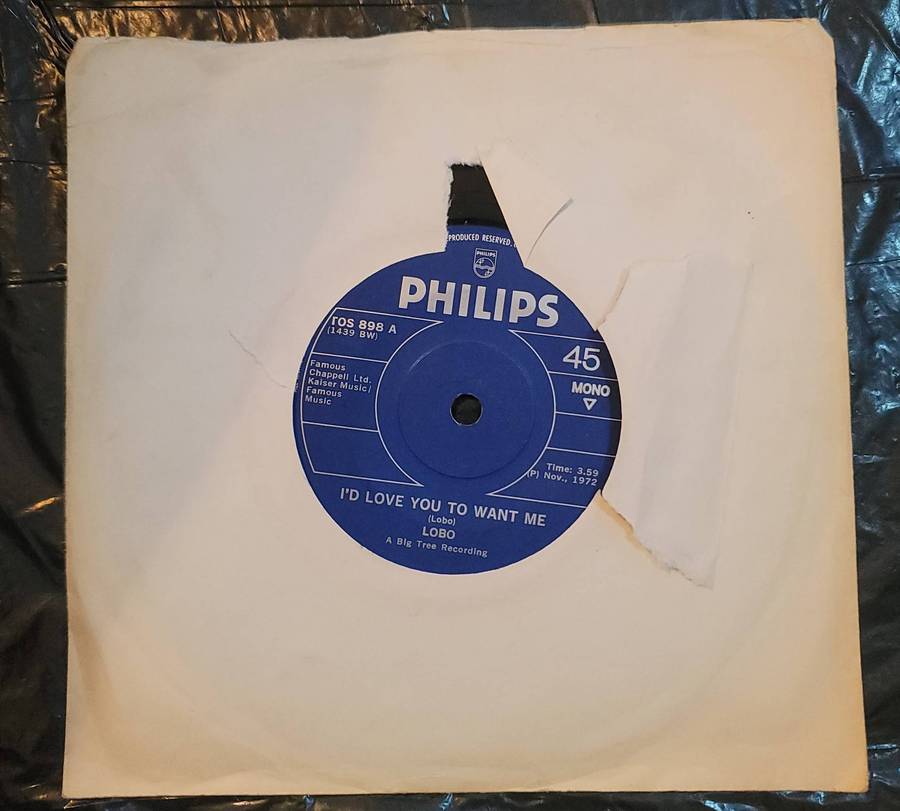 PRODUCED RESERVED,
PHILIPS
PHILIPS
TOS 898 A
(1439 BW)
45
MONO
Famous
Chappell Ltd.
Kaiser Music/
Famous
Music
Time: 3.59
(P) Nov., 1972
I'D LOVE YOU TO WANT ME
(Lobo)
LOBO
A Big Tree Recording